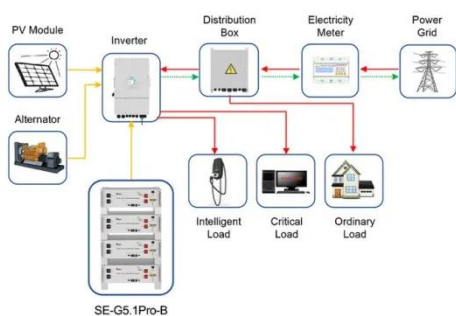 PV Module
Inverter
Distribution
Box
Electricity
Meter
Power
Grid
Alternator
Intelligent
Load
Critical
Load
Ordinary
Load
SE-G5.1Pro-B